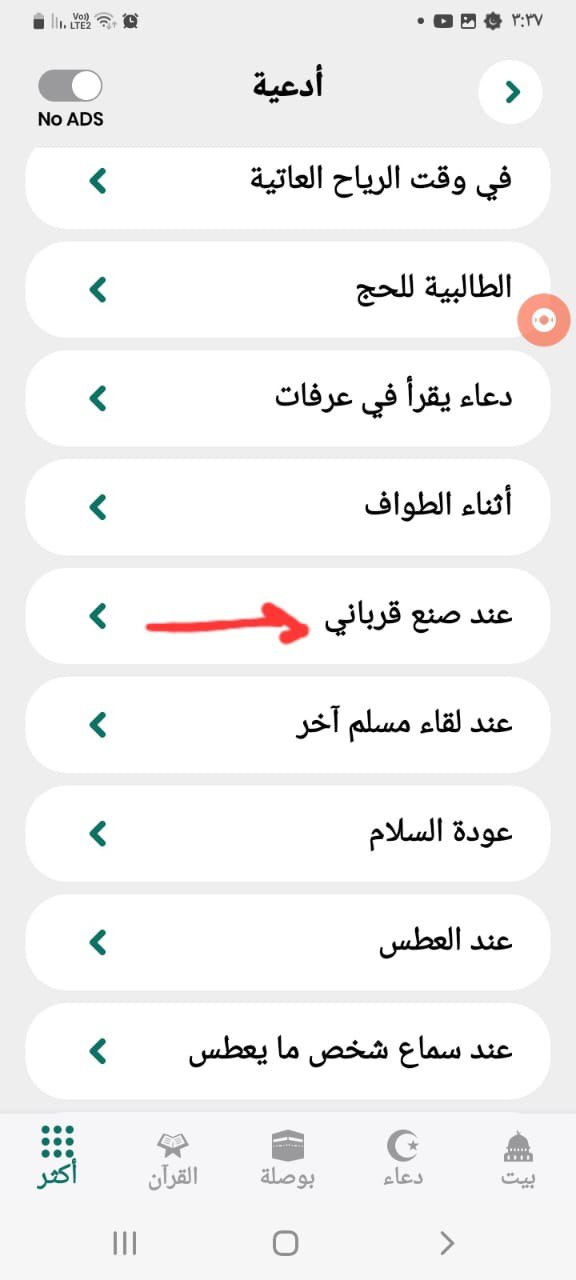 Vo))
LTE2
٣:٣٧
أدعية
No ADS
في وقت الرياح العاتية
الطالبية للحج
دعاء يقرأ في عرفات
أثناء الطواف
عند صنع قرباني
عند لقاء مسلم آخر
عودة السلام
عند العطس
عند سماع شخص ما يعطس
بيت
دعاء
بوصلة
القرآن
أكثر